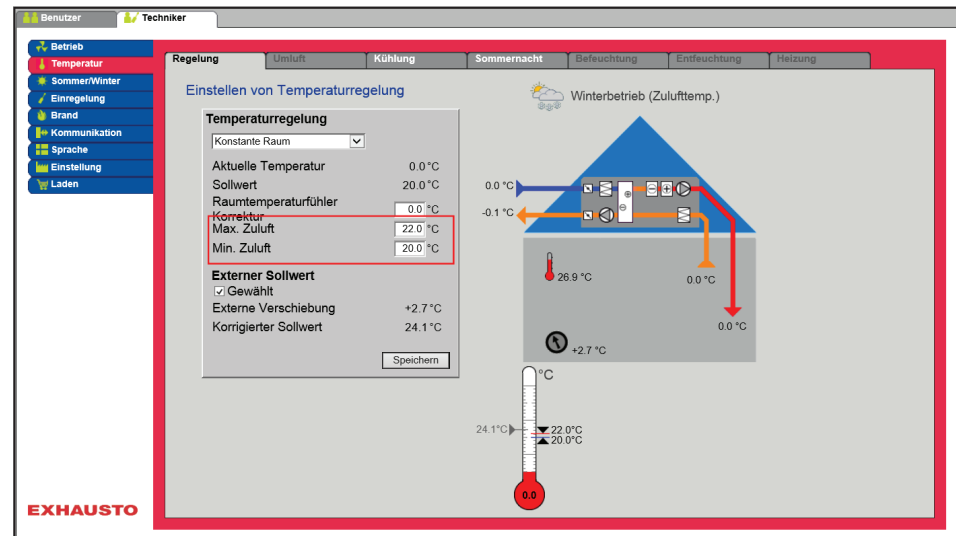 Benutzer Techniker
Betrieb
Temperatur
Sommer/Winter
Einregelung
Brand
Kommunikation
Sprache
Einstellung
Laden
EXHAUSTO
Regelung Umluft Kühlung Sommernacht Befeuchtung Entfeuchtung Heizung
Einstellen von Temperaturregelung
Temperaturregelung
Konstante Raum
Aktuelle Temperatur 0.0°C
Sollwert 20.0°C
Raumtemperaturfühler
Korrektur 0.0 °C
Max. Zuluft 22.0 °C
Min. Zuluft 20.0 °C
Externer Sollwert
Gewählt
Externe Verschiebung +2.7°C
Korrigierter Sollwert 24.1°C
Speichern
Winterbetrieb (Zulufttemp.)
0.0 °C
-0.1 °C
26.9 °C
0.0 °C
0.0 °C
+2.7 °C
°C
24.1°C
22.0°C
20.0°C
0.0